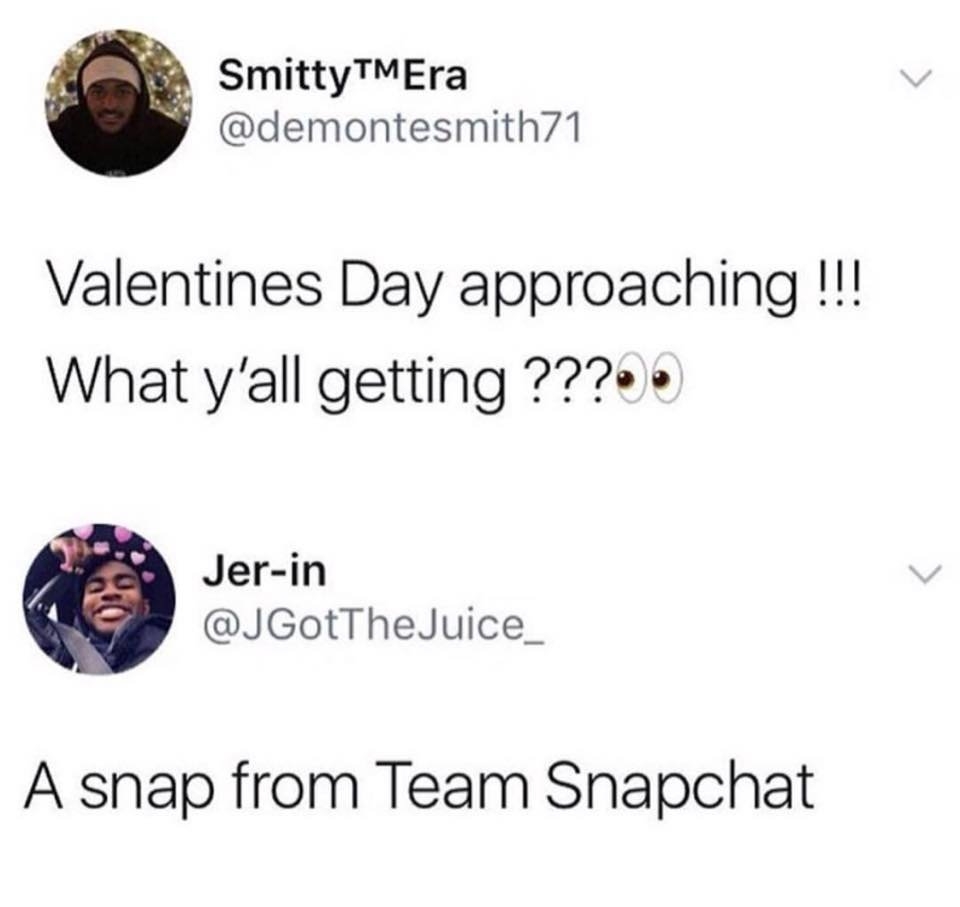 Smitty™Era
@demontesmith71
Valentines Day approaching !!!
What y'all getting ???👀
Jer-in
@JGotTheJuice_
A snap from Team Snapchat